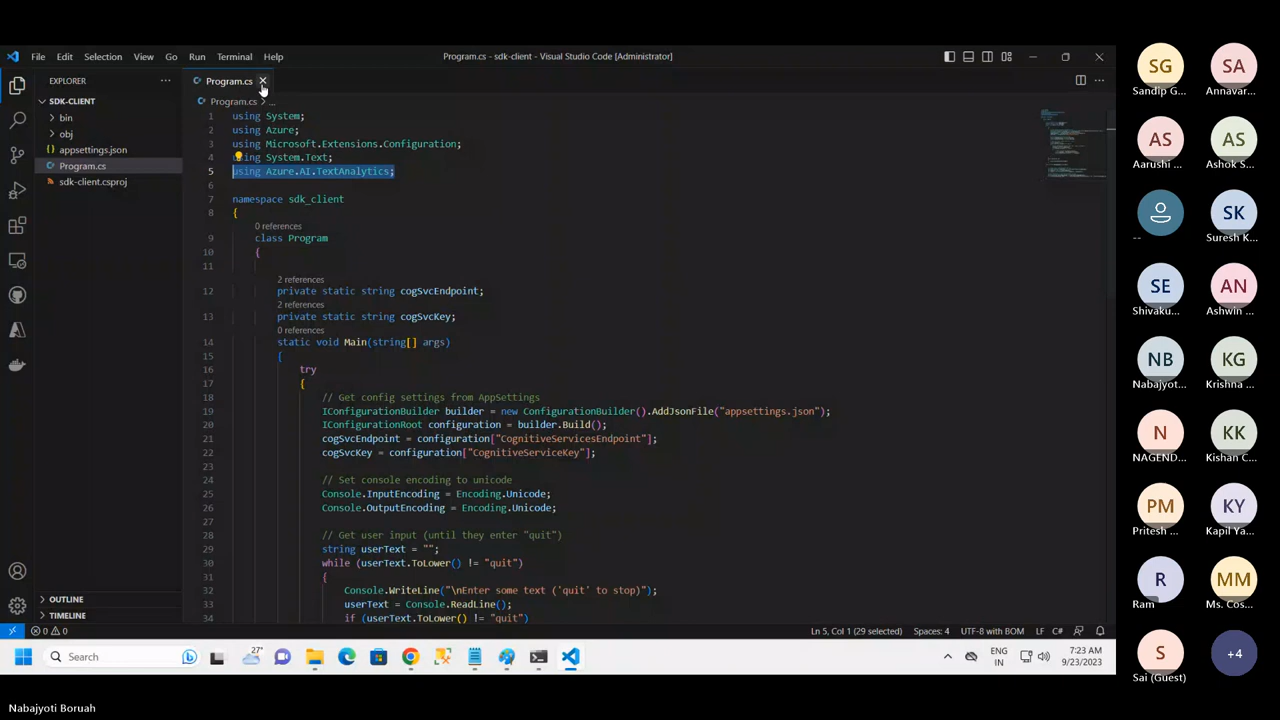 File Edit Selection View Go Run Terminal Help
Program.cs - sdk-client - Visual Studio Code [Administrator]
EXPLORER
SDK-CLIENT
bin
obj
appsettings.json
Program.cs
sdk-client.csproj
OUTLINE
TIMELINE
Program.cs
Program.cs > ...
1 using System;
2 using Azure;
3 using Microsoft.Extensions.Configuration;
4 using System.Text;
5 using Azure.AI.TextAnalytics;
6
7 namespace sdk_client
8 {
0 references
9 class Program
10 {
11
2 references
12 private static string cogSvcEndpoint;
2 references
13 private static string cogSvcKey;
0 references
14 static void Main(string[] args)
15 {
16 try
17 {
18 // Get config settings from AppSettings
19 IConfigurationBuilder builder = new ConfigurationBuilder().AddJsonFile("appsettings.json");
20 IConfigurationRoot configuration = builder.Build();
21 cogSvcEndpoint = configuration["CognitiveServicesEndpoint"];
22 cogSvcKey = configuration["CognitiveServiceKey"];
23
24 // Set console encoding to unicode
25 Console.InputEncoding = Encoding.Unicode;
26 Console.OutputEncoding = Encoding.Unicode;
27
28 // Get user input (until they enter "quit")
29 string userText = "";
30 while (userText.ToLower() != "quit")
31 {
32 Console.WriteLine("\nEnter some text ('quit' to stop)");
33 userText = Console.ReadLine();
34 if (userText.ToLower() != "quit")
0 0
Ln 5, Col 1 (29 selected) Spaces: 4 UTF-8 with BOM LF C#
Search
27°
ENG
IN
7:23 AM
9/23/2023
SG
Sandip G...
SA
Annavar...
AS
Aarushi ...
AS
Ashok S...
--
SK
Suresh K...
SE
Shivaku...
AN
Ashwin ...
NB
Nabajyot...
KG
Krishna ...
N
NAGEND...
KK
Kishan C...
PM
Pritesh ...
KY
Kapil Ya...
R
Ram
MM
Ms. Cos...
S
Sai (Guest)
+4
Nabajyoti Boruah